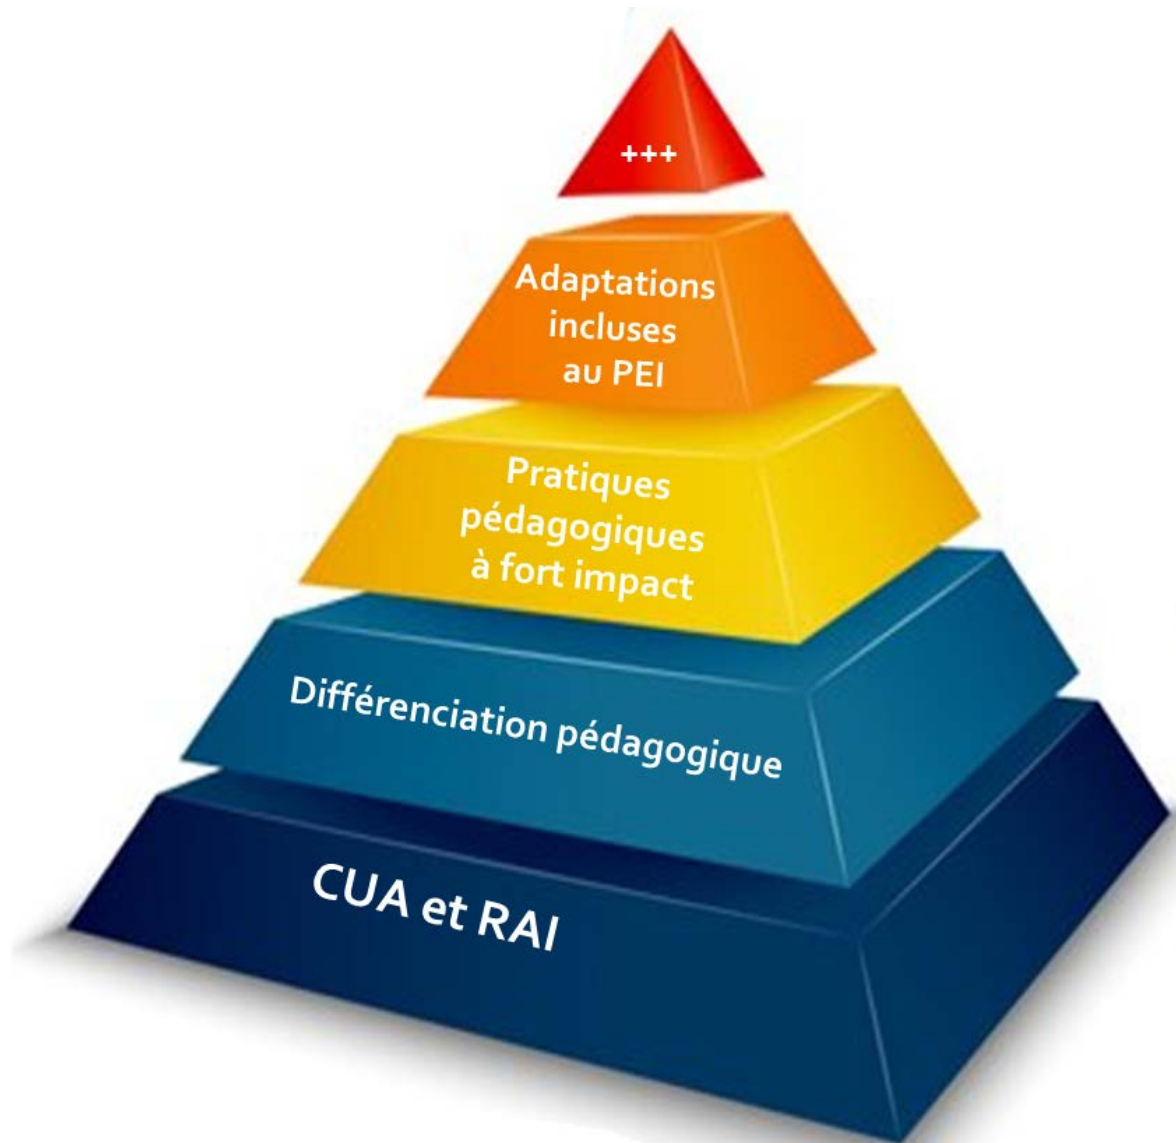 +++
Adaptations
incluses
au PEI
Pratiques
pédagogiques
à fort impact
Différenciation pédagogique
CUA et RAI